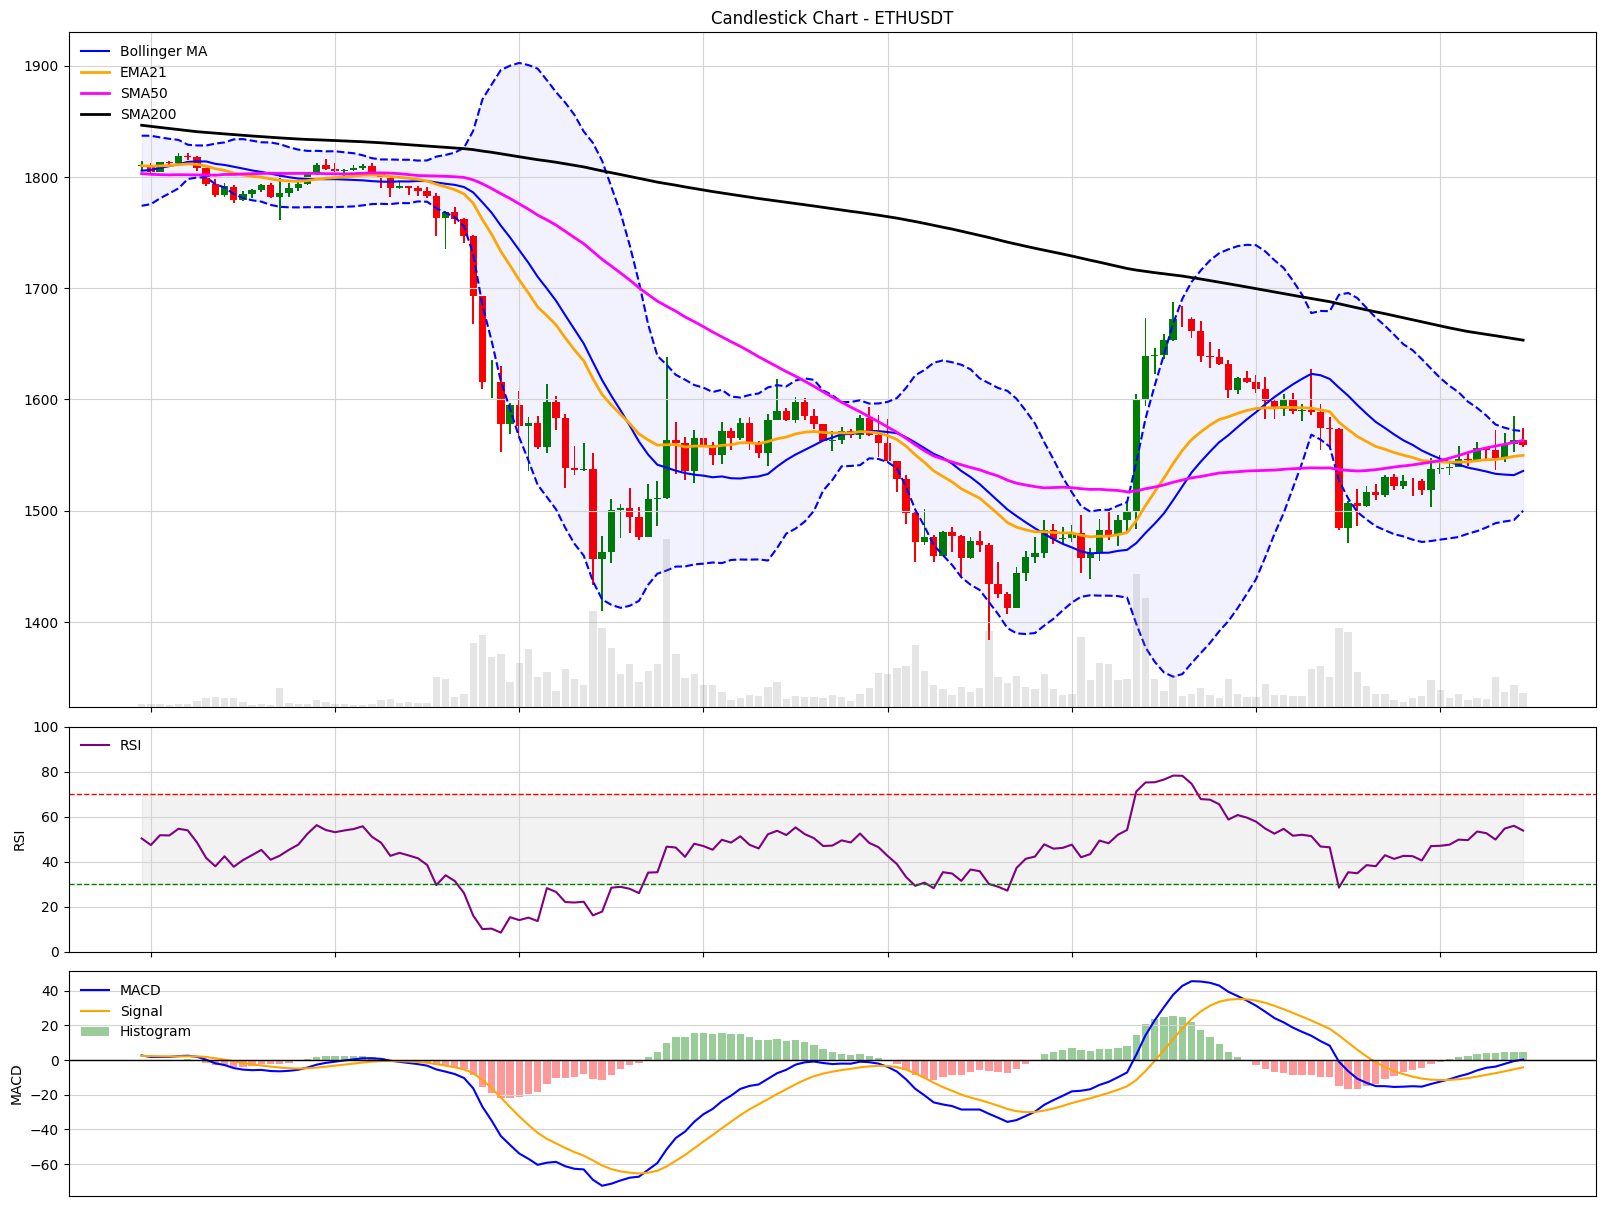 Candlestick Chart - ETHUSDT
Bollinger MA
EMA21
SMA50
SMA200
1900
1800
1700
1600
1500
1400
RSI
100
80
60
40
20
0
RSI
MACD
Signal
Histogram
40
20
0
−20
−40
−60
MACD